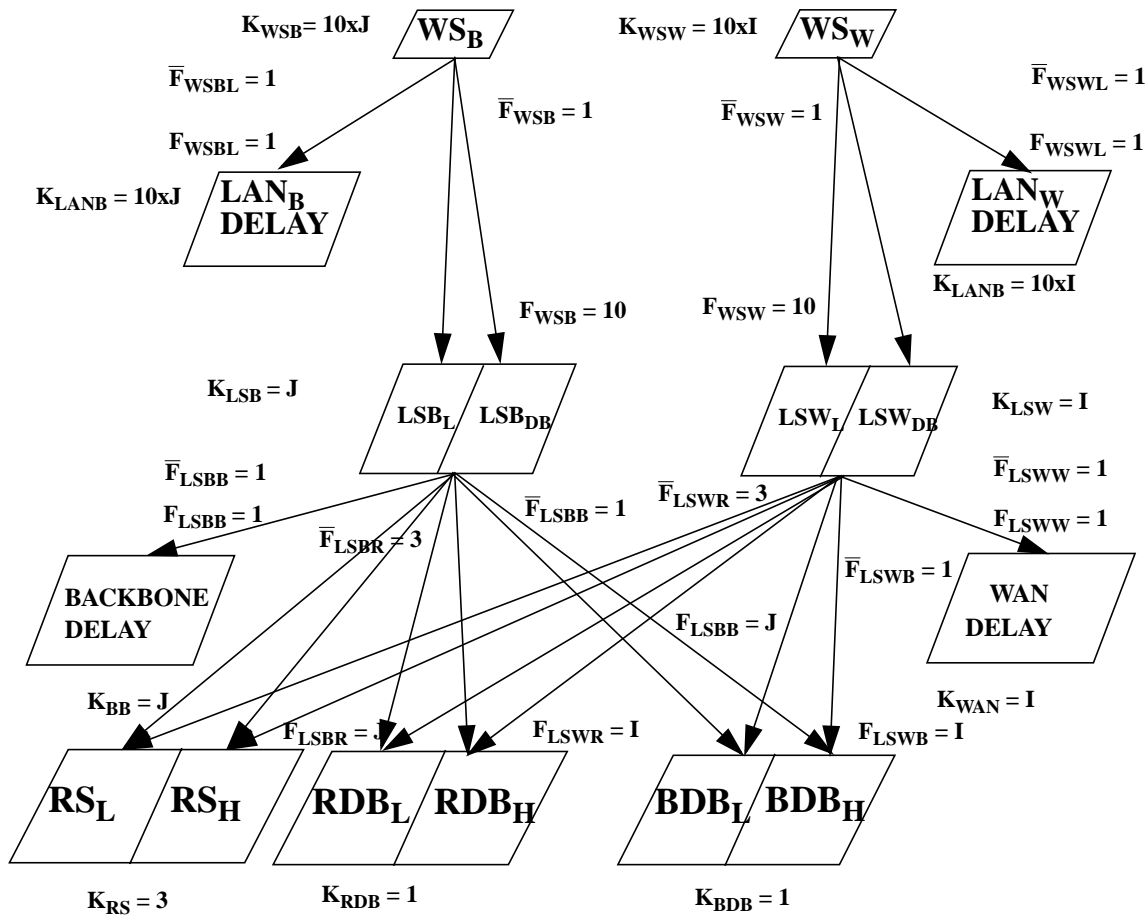 K_WSB= 10xJ
WS_B
K_WSW = 10xI
WS_W
F̅_WSBL = 1
F̅_WSB = 1
F̅_WSW = 1
F̅_WSWL = 1
F_WSBL = 1
F_WSWL = 1
K_LANB = 10xJ
LAN_B
DELAY
LAN_W
DELAY
K_LANB = 10xI
F_WSB = 10
F_WSW = 10
K_LSB = J
LSB_L
LSB_DB
LSW_L
LSW_DB
K_LSW = I
F̅_LSBB = 1
F̅_LSWR = 3
F̅_LSWW = 1
F_LSBB = 1
F̅_LSBR = 3
F̅_LSBB = 1
F_LSWW = 1
F̅_LSWB = 1
BACKBONE
DELAY
WAN
DELAY
F_LSBB = J
K_BB = J
K_WAN = I
F_LSBR = J
F_LSWR = I
F_LSWB = I
RS_L
RS_H
RDB_L
RDB_H
BDB_L
BDB_H
K_RS = 3
K_RDB = 1
K_BDB = 1